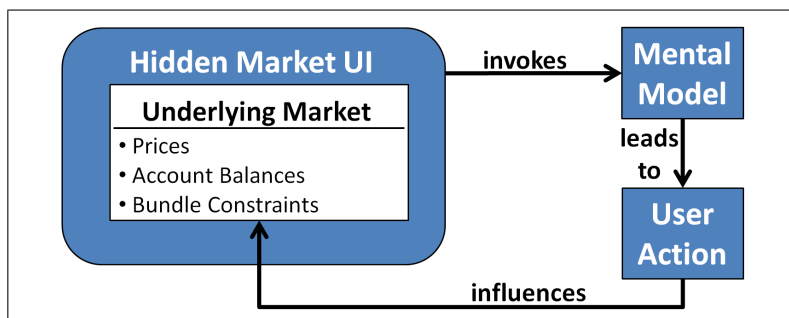 Hidden Market UI
Underlying Market
• Prices
• Account Balances
• Bundle Constraints
invokes
Mental
Model
leads
to
User
Action
influences